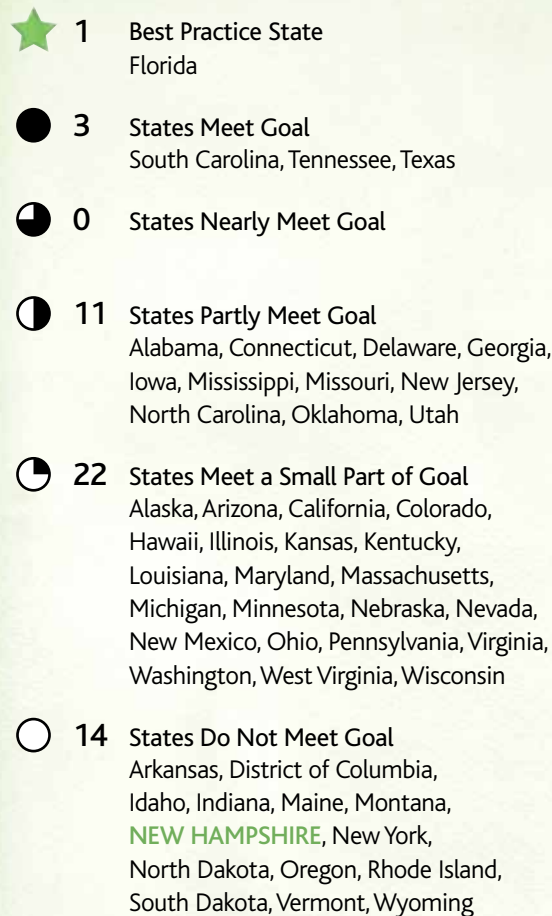 1 Best Practice State
Florida
3 States Meet Goal
South Carolina, Tennessee, Texas
0 States Nearly Meet Goal
11 States Partly Meet Goal
Alabama, Connecticut, Delaware, Georgia,
Iowa, Mississippi, Missouri, New Jersey,
North Carolina, Oklahoma, Utah
22 States Meet a Small Part of Goal
Alaska, Arizona, California, Colorado,
Hawaii, Illinois, Kansas, Kentucky,
Louisiana, Maryland, Massachusetts,
Michigan, Minnesota, Nebraska, Nevada,
New Mexico, Ohio, Pennsylvania, Virginia,
Washington, West Virginia, Wisconsin
14 States Do Not Meet Goal
Arkansas, District of Columbia,
Idaho, Indiana, Maine, Montana,
NEW HAMPSHIRE, New York,
North Dakota, Oregon, Rhode Island,
South Dakota, Vermont, Wyoming